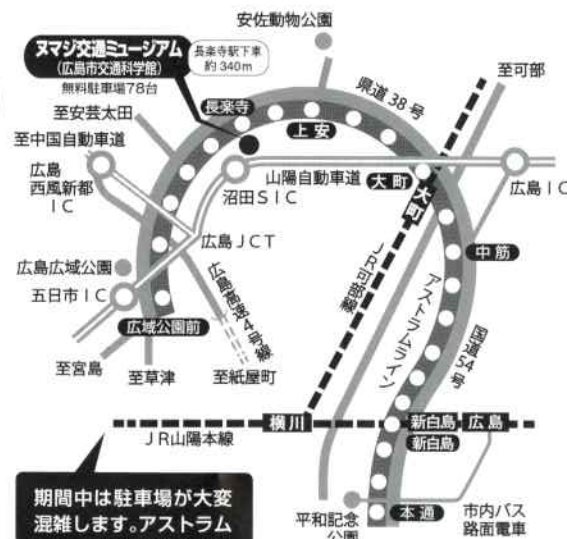 安佐動物公園
ヌマジ交通ミュージアム
(広島市交通科学館)
長楽寺駅下車
約340m
無料駐車場78台
至可部
県道38号
至安芸太田
長楽寺
上安
至中国自動車道
広島
西風新都
IC
山陽自動車道
大町
大町
広島IC
沼田SIC
広島JCT
中筋
広島広域公園
五日市IC
広島高速4号線
JR可部線
アストラムライン
国道54号
広域公園前
至宮島
至草津
至紙屋町
横川
新白島
広島
新白島
JR山陽本線
期間中は駐車場が大変
混雑します。アストラム
平和記念
公園
本通
市内バス
路面電車